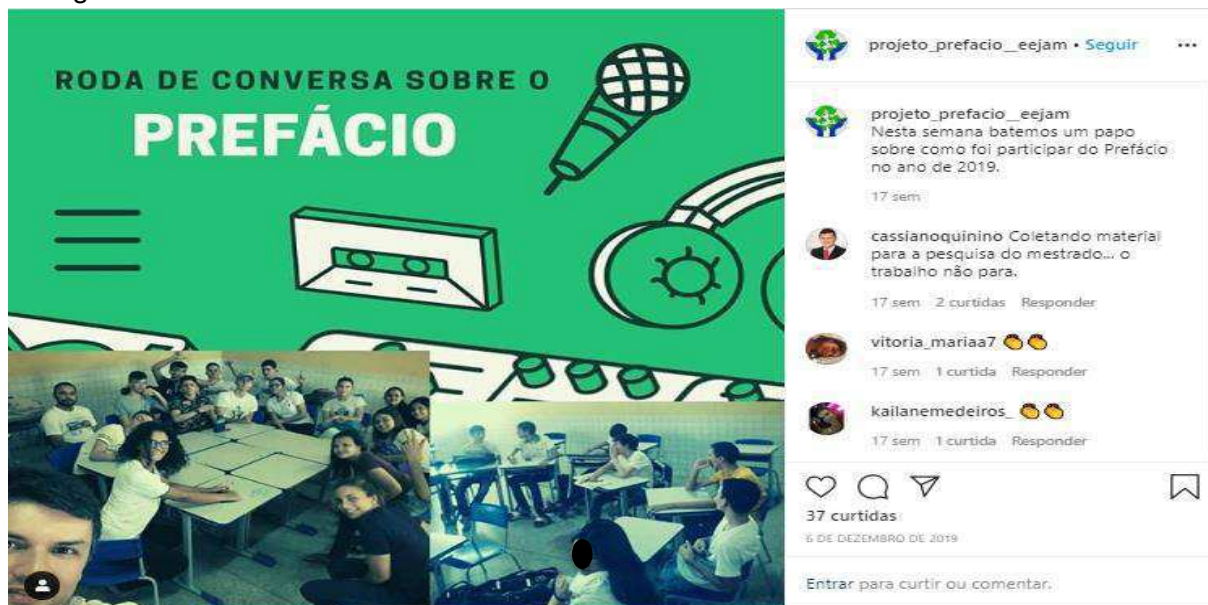 RODA DE CONVERSA SOBRE O
PREFÁCIO
projeto_prefacio__eejam • Seguir
projeto_prefacio__eejam
Nesta semana batemos um papo
sobre como foi participar do Prefácio
no ano de 2019.
17 sem
cassianoquinino Coletando material
para a pesquisa do mestrado... o
trabalho não para.
17 sem 2 curtidas Responder
vitoria_mariaa7 👏👏
17 sem 1 curtida Responder
kailanemedeiros_ 👏👏
17 sem 1 curtida Responder
37 curtidas
6 DE DEZEMBRO DE 2019
Entrar para curtir ou comentar.